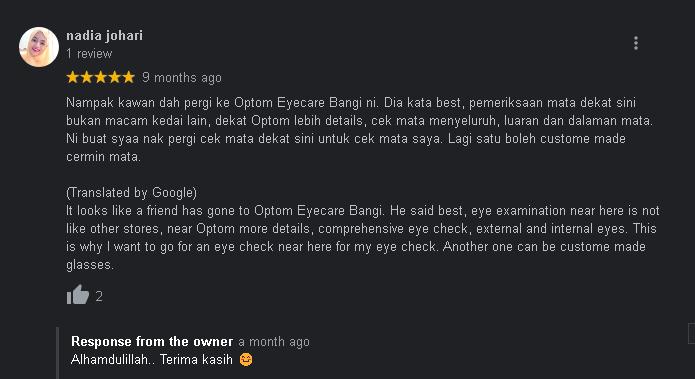 nadia johari
1 review
9 months ago
Nampak kawan dah pergi ke Optom Eyecare Bangi ni. Dia kata best, pemeriksaan mata dekat sini
bukan macam kedai lain, dekat Optom lebih details, cek mata menyeluruh, luaran dan dalaman mata.
Ni buat syaa nak pergi cek mata dekat sini untuk cek mata saya. Lagi satu boleh custome made
cermin mata.
(Translated by Google)
It looks like a friend has gone to Optom Eyecare Bangi. He said best, eye examination near here is not
like other stores, near Optom more details, comprehensive eye check, external and internal eyes. This
is why I want to go for an eye check near here for my eye check. Another one can be custome made
glasses.
2
Response from the owner a month ago
Alhamdulillah.. Terima kasih 😊